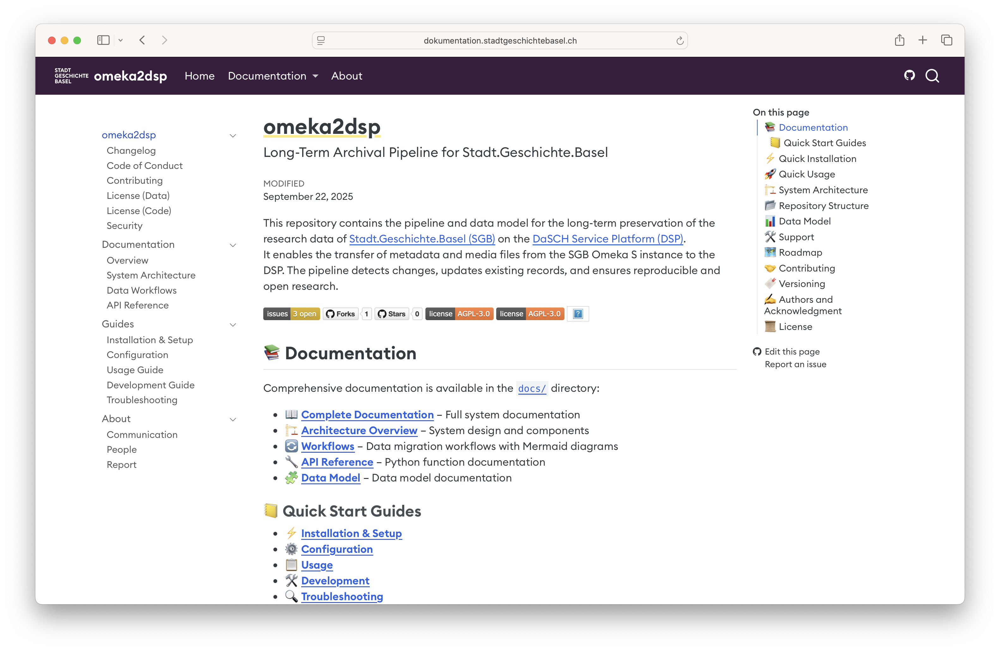 dokumentation.stadtgeschichtebasel.ch
STADT
GESCHICHTE
BASEL
omeka2dsp Home Documentation About
omeka2dsp
Changelog
Code of Conduct
Contributing
License (Data)
License (Code)
Security
Documentation
Overview
System Architecture
Data Workflows
API Reference
Guides
Installation & Setup
Configuration
Usage Guide
Development Guide
Troubleshooting
About
Communication
People
Report
omeka2dsp
Long-Term Archival Pipeline for Stadt.Geschichte.Basel
MODIFIED
September 22, 2025
This repository contains the pipeline and data model for the long-term preservation of the
research data of Stadt.Geschichte.Basel (SGB) on the DaSCH Service Platform (DSP).
It enables the transfer of metadata and media files from the SGB Omeka S instance to the
DSP. The pipeline detects changes, updates existing records, and ensures reproducible and
open research.
issues 3 open Forks 1 Stars 0 license AGPL-3.0 license AGPL-3.0 ?
📚 Documentation
Comprehensive documentation is available in the docs/ directory:
• 📖 Complete Documentation – Full system documentation
• 🏗️ Architecture Overview – System design and components
• 🔄 Workflows – Data migration workflows with Mermaid diagrams
• 🔧 API Reference – Python function documentation
• 🧩 Data Model – Data model documentation
📒 Quick Start Guides
• ⚡ Installation & Setup
• ⚙️ Configuration
• 📋 Usage
• 🛠️ Development
• 🔍 Troubleshooting
On this page
📚 Documentation
📒 Quick Start Guides
⚡ Quick Installation
🚀 Quick Usage
🏗️ System Architecture
📁 Repository Structure
📊 Data Model
🛠️ Support
🗺️ Roadmap
🤝 Contributing
🔖 Versioning
✍️ Authors and
Acknowledgment
📜 License
Edit this page
Report an issue